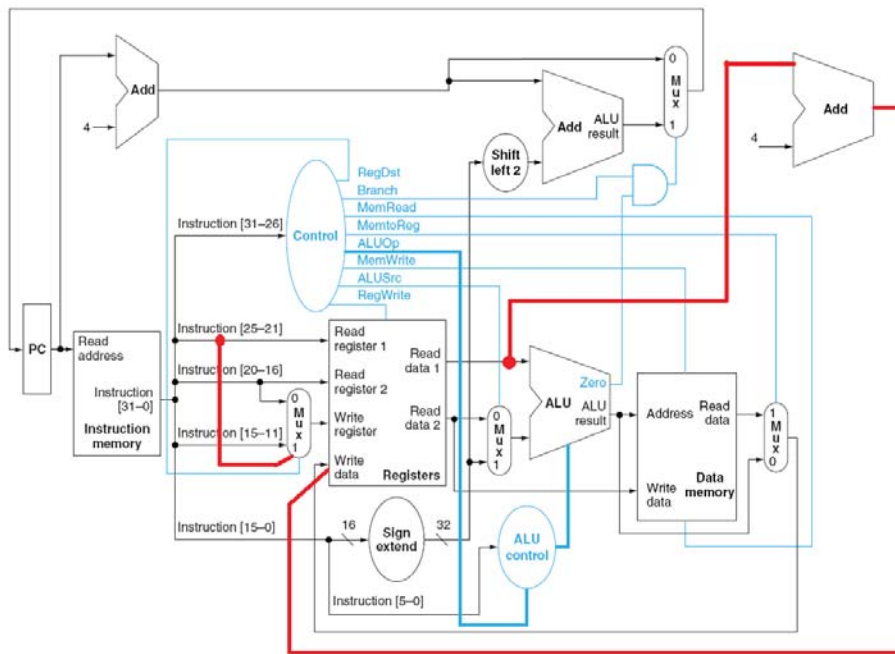 Add
4
0
M
u
x
1
Add
ALU
result
Shift
left 2
Add
4
RegDst
Branch
MemRead
MemtoReg
ALUOp
MemWrite
ALUSrc
RegWrite
Control
Instruction [31–26]
Instruction [25–21]
Instruction [20–16]
Instruction [15–11]
Instruction [15–0]
Instruction [5–0]
PC
Read
address
Instruction
[31–0]
Instruction
memory
0
M
u
x
1
Read
register 1
Read
register 2
Write
register
Write
data
Read
data 1
Read
data 2
Registers
16
Sign
extend
32
0
M
u
x
1
Zero
ALU
ALU
result
ALU
control
Address
Read
data
Write
data
Data
memory
1
M
u
x
0